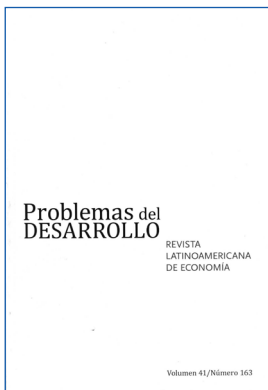 Problemas del
DESARROLLO
REVISTA
LATINOAMERICANA
DE ECONOMÍA
Volumen 41/Número 163